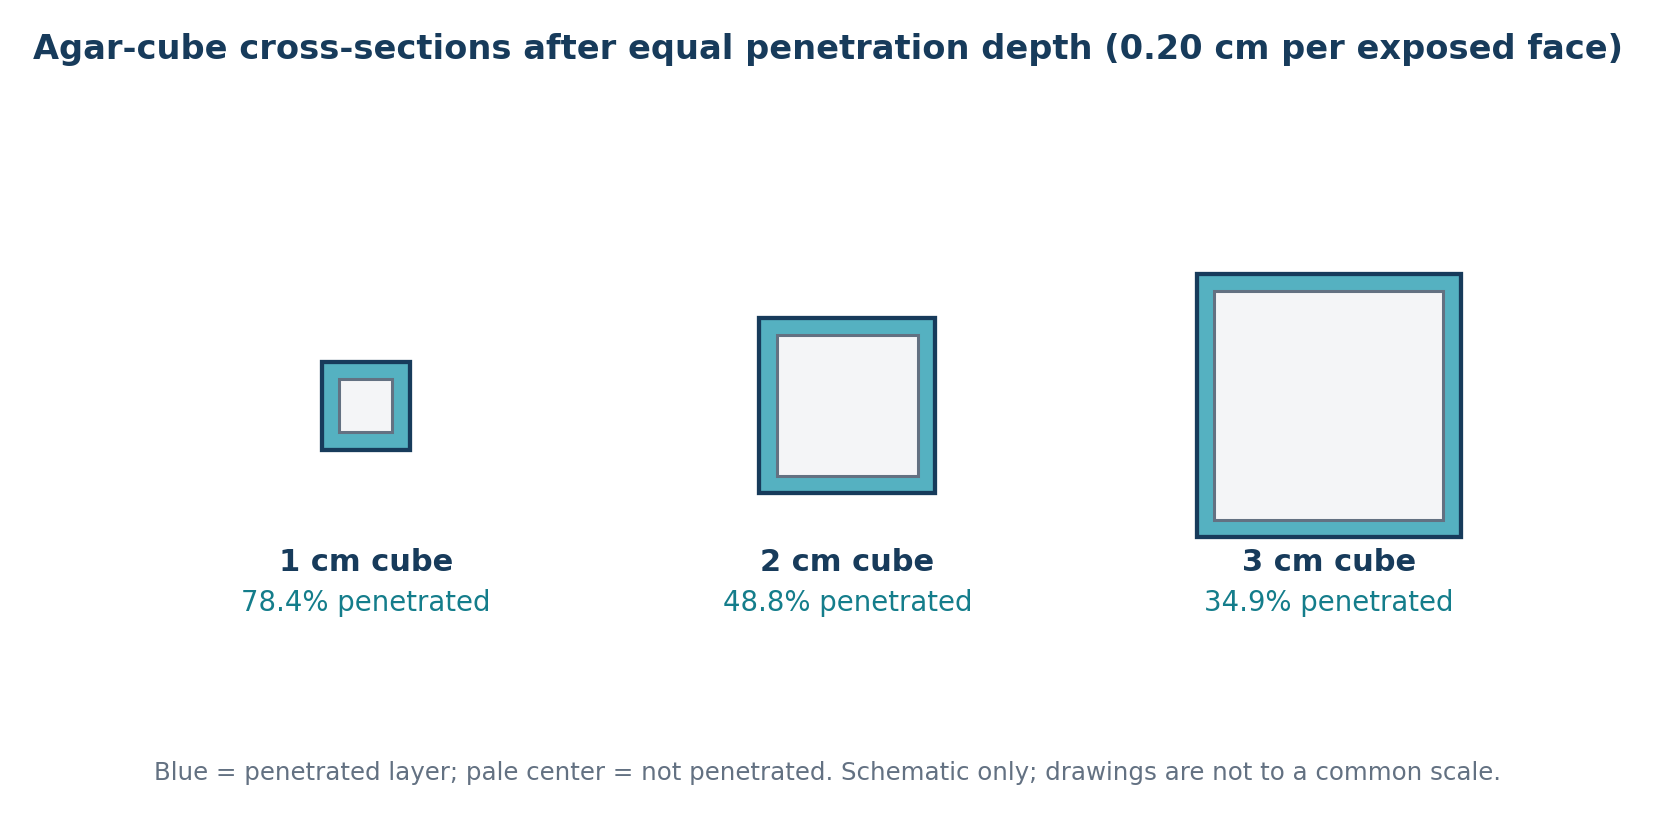 Agar-cube cross-sections after equal penetration depth (0.20 cm per exposed face)
1 cm cube
78.4% penetrated
2 cm cube
48.8% penetrated
3 cm cube
34.9% penetrated
Blue = penetrated layer; pale center = not penetrated. Schematic only; drawings are not to a common scale.